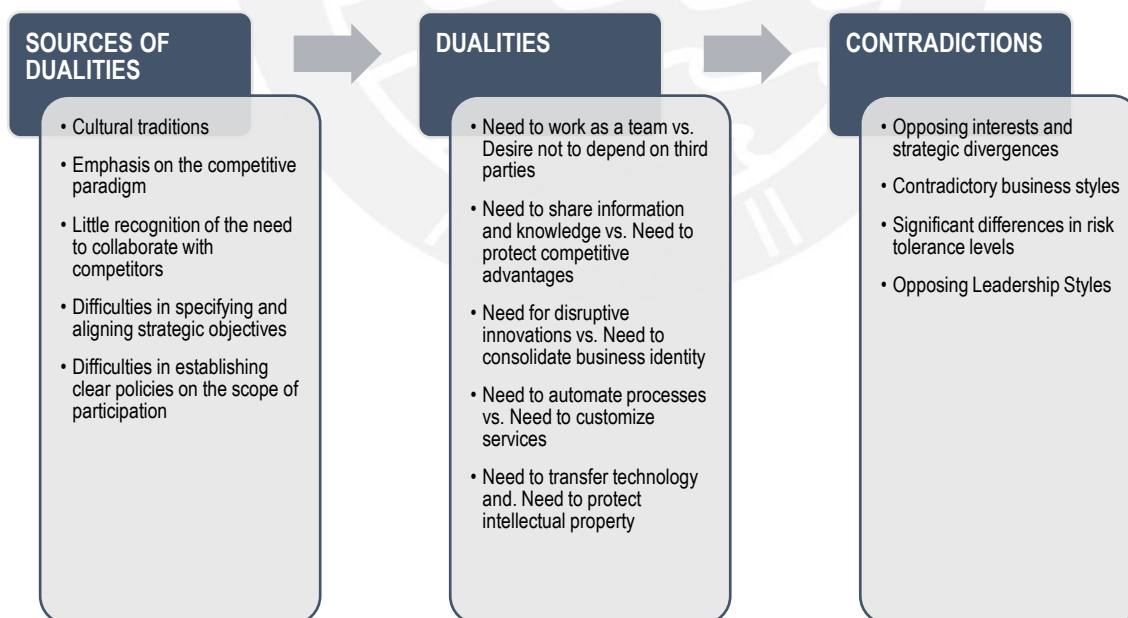 SOURCES OF
DUALITIES
• Cultural traditions
• Emphasis on the competitive
paradigm
• Little recognition of the need
to collaborate with
competitors
• Difficulties in specifying and
aligning strategic objectives
• Difficulties in establishing
clear policies on the scope of
participation
DUALITIES
• Need to work as a team vs.
Desire not to depend on third
parties
• Need to share information
and knowledge vs. Need to
protect competitive
advantages
• Need for disruptive
innovations vs. Need to
consolidate business identity
• Need to automate processes
vs. Need to customize
services
• Need to transfer technology
and. Need to protect
intellectual property
CONTRADICTIONS
• Opposing interests and
strategic divergences
• Contradictory business styles
• Significant differences in risk
tolerance levels
• Opposing Leadership Styles